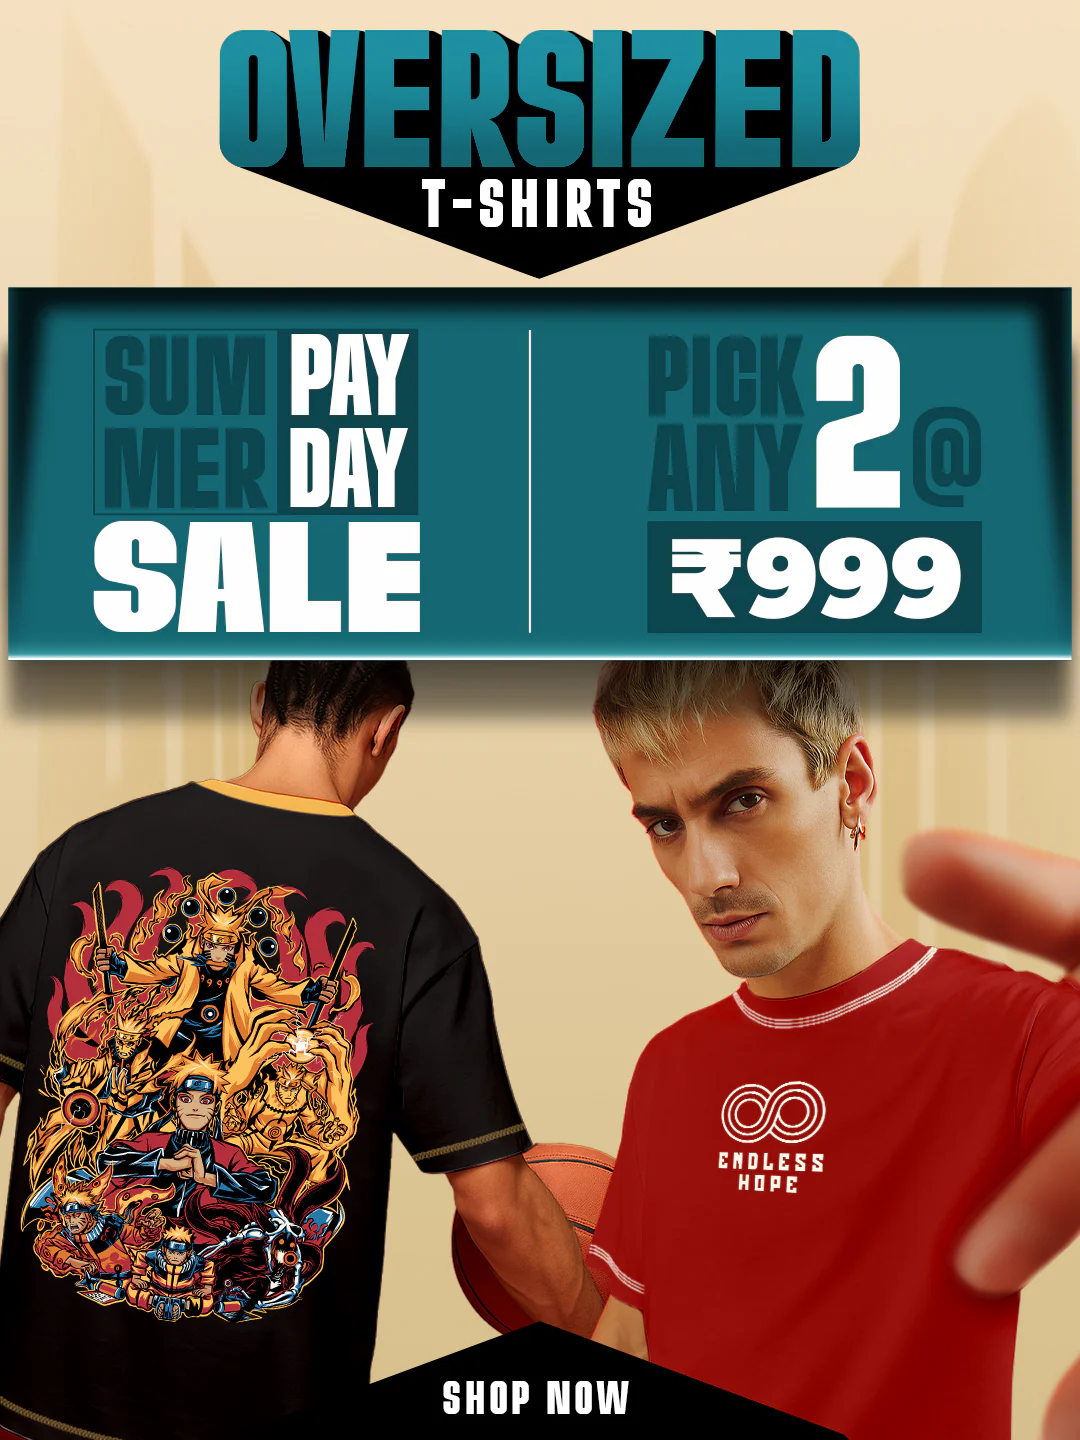 OVERSIZED
T-SHIRTS
SUM PAY
MER DAY
SALE
PICK ANY 2 @
₹999
ENDLESS
HOPE
SHOP NOW